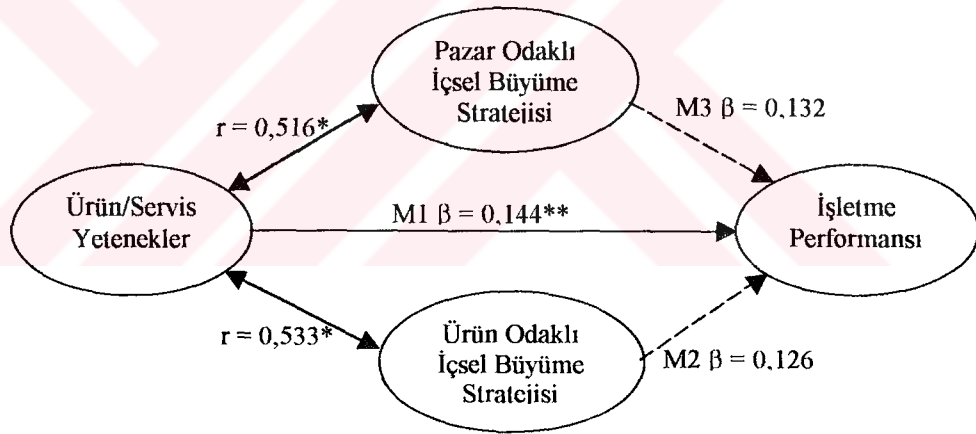 Pazar Odaklı
İçsel Büyüme
Stratejisi
r = 0,516*
M3 β = 0,132
Ürün/Servis
Yetenekler
M1 β = 0,144**
İşletme
Performansı
r = 0,533*
Ürün Odaklı
İçsel Büyüme
Stratejisi
M2 β = 0,126